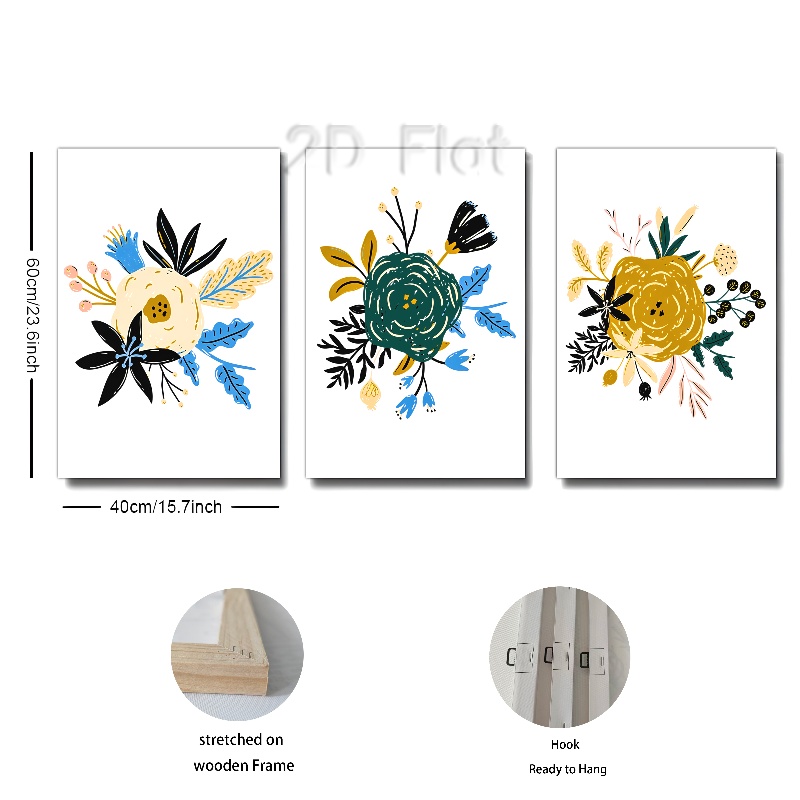 2D Flat
60cm/23.6inch
40cm/15.7inch
stretched on
wooden Frame
Hook
Ready to Hang